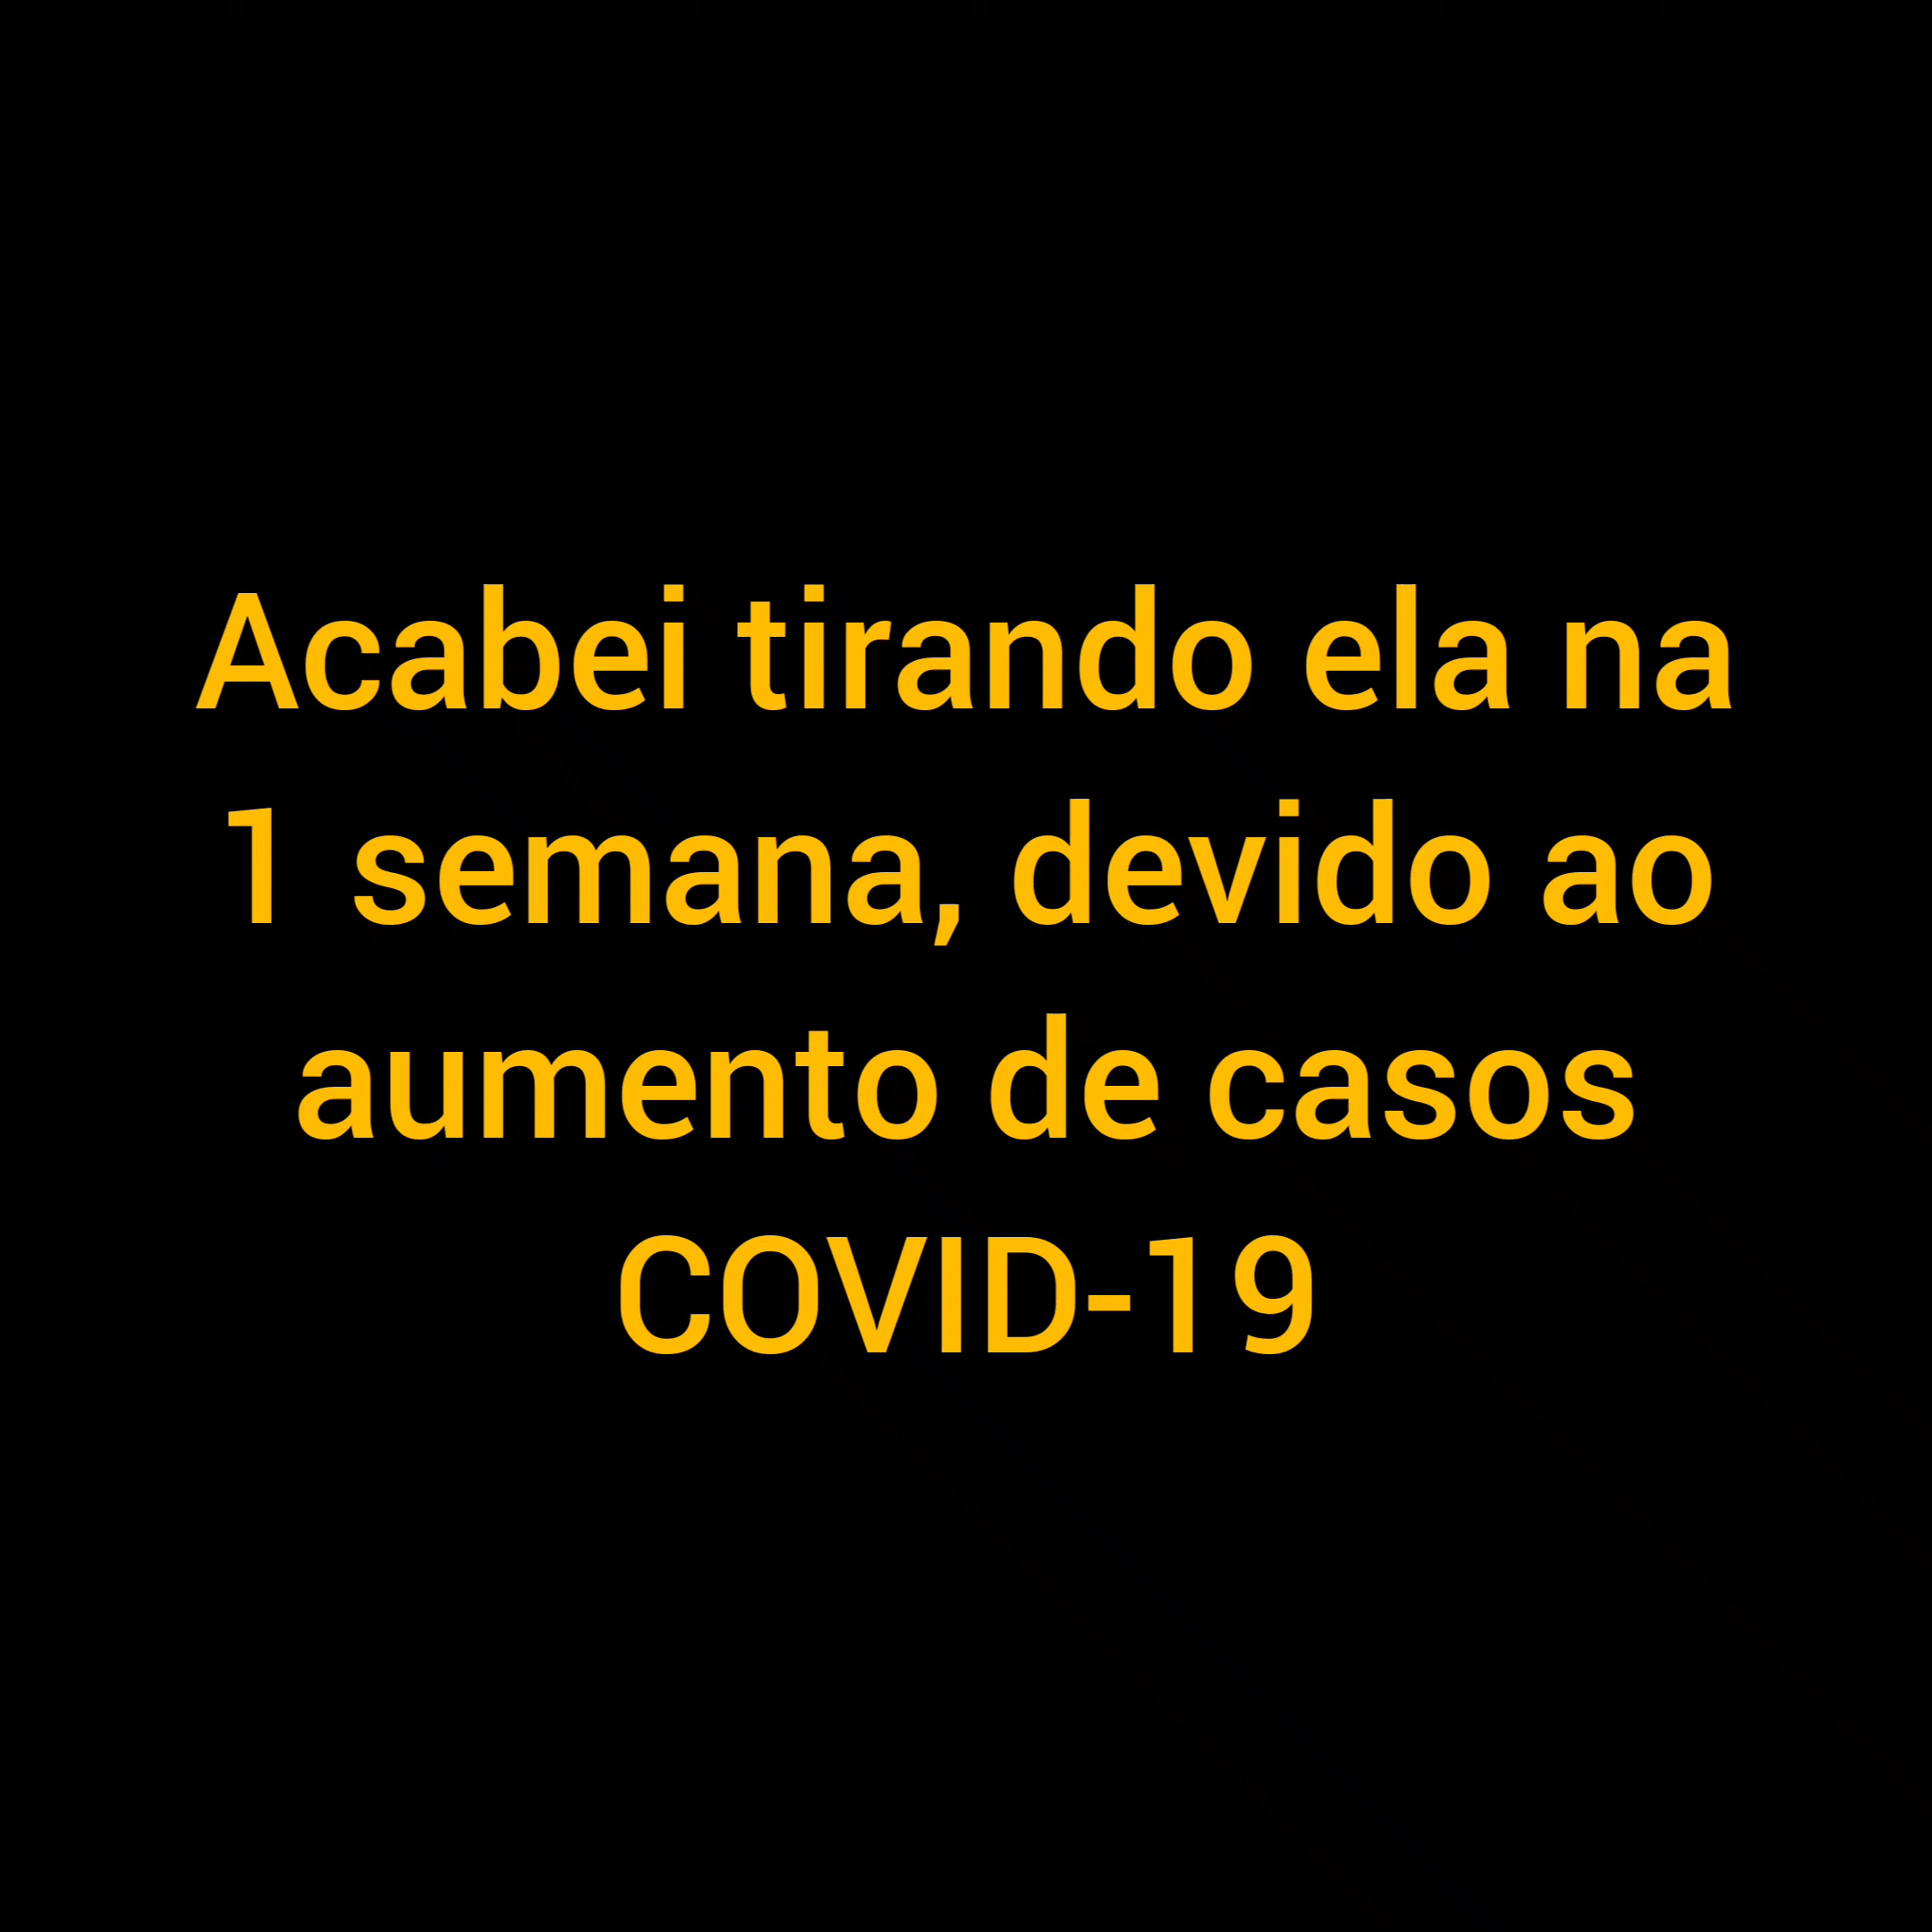 Acabei tirando ela na
1 semana, devido ao
aumento de casos
COVID-19